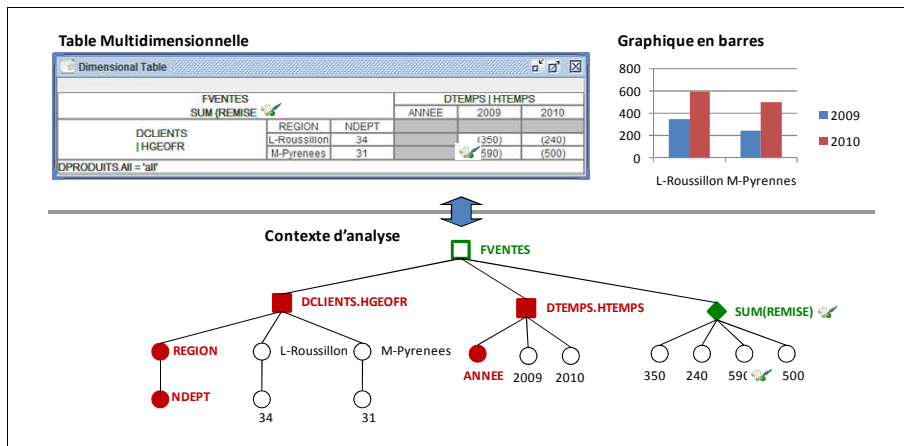 Table Multidimensionnelle
Graphique en barres
Dimensional Table
FVENTES
SUM (REMISE
DTEMPS | HTEMPS
ANNEE 2009 2010
DCLIENTS
| HGEOFR
REGION NDEPT
L-Roussillon 34 (350) (240)
M-Pyrenees 31 590) (500)
DPRODUITS.All = 'all'
800
600
400
200
0
L-Roussillon M-Pyrennes
2009
2010
Contexte d'analyse
FVENTES
DCLIENTS.HGEOFR
DTEMPS.HTEMPS
SUM(REMISE)
REGION
L-Roussillon
M-Pyrenees
ANNEE
2009
2010
350
240
590
500
NDEPT
34
31